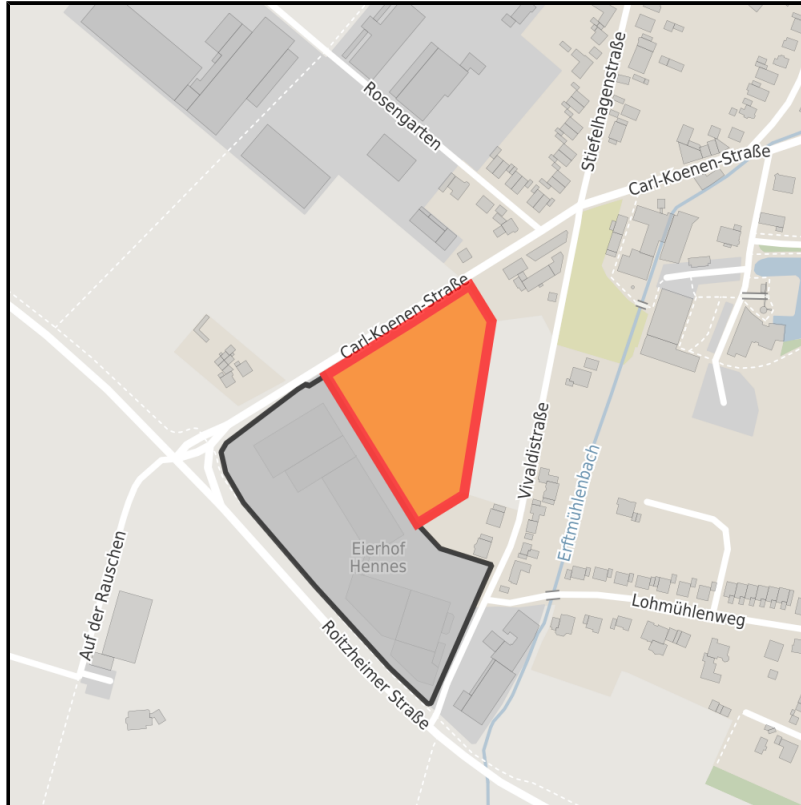 Rosengarten
Stiefelhagenstraße
Carl-Koenen-Straße
Carl-Koenen-Straße
Vivaldistraße
Erftmühlenbach
Eierhof
Hennes
Auf der Rauschen
Lohmühlenweg
Roitzheimer Straße